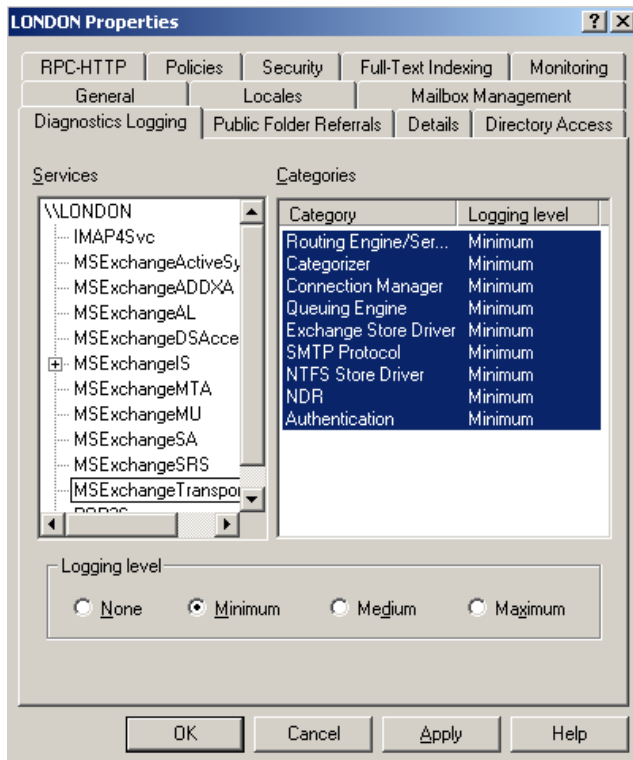 LONDON Properties
RPC-HTTP Policies Security Full-Text Indexing Monitoring
General Locales Mailbox Management
Diagnostics Logging Public Folder Referrals Details Directory Access
Services Categories
\\LONDON
IMAP4Svc
MSExchangeActiveSy
MSExchangeADDXA
MSExchangeAL
MSExchangeDSAcce
MSExchangeIS
MSExchangeMTA
MSExchangeMU
MSExchangeSA
MSExchangeSRS
MSExchangeTranspor
Category Logging level
Routing Engine/Ser... Minimum
Categorizer Minimum
Connection Manager Minimum
Queuing Engine Minimum
Exchange Store Driver Minimum
SMTP Protocol Minimum
NTFS Store Driver Minimum
NDR Minimum
Authentication Minimum
Logging level
None Minimum Medium Maximum
OK Cancel Apply Help